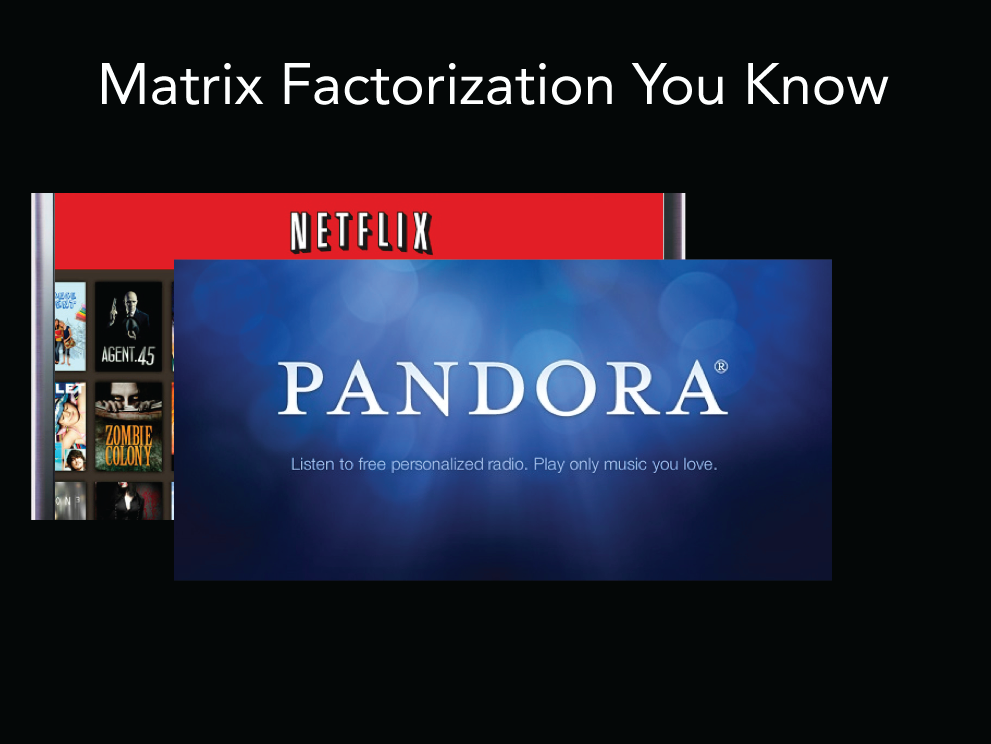 Matrix Factorization You Know
NETFLIX
AGENT.45
LET
ZOMBIE
COLONY
PANDORA®
Listen to free personalized radio. Play only music you love.